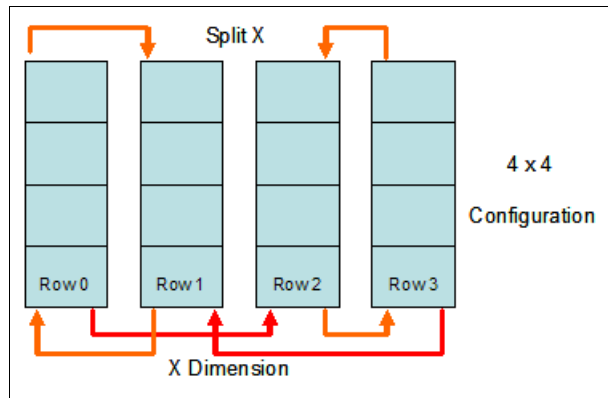 Split X
4 x 4
Configuration
Row 0
Row 1
Row 2
Row 3
X Dimension